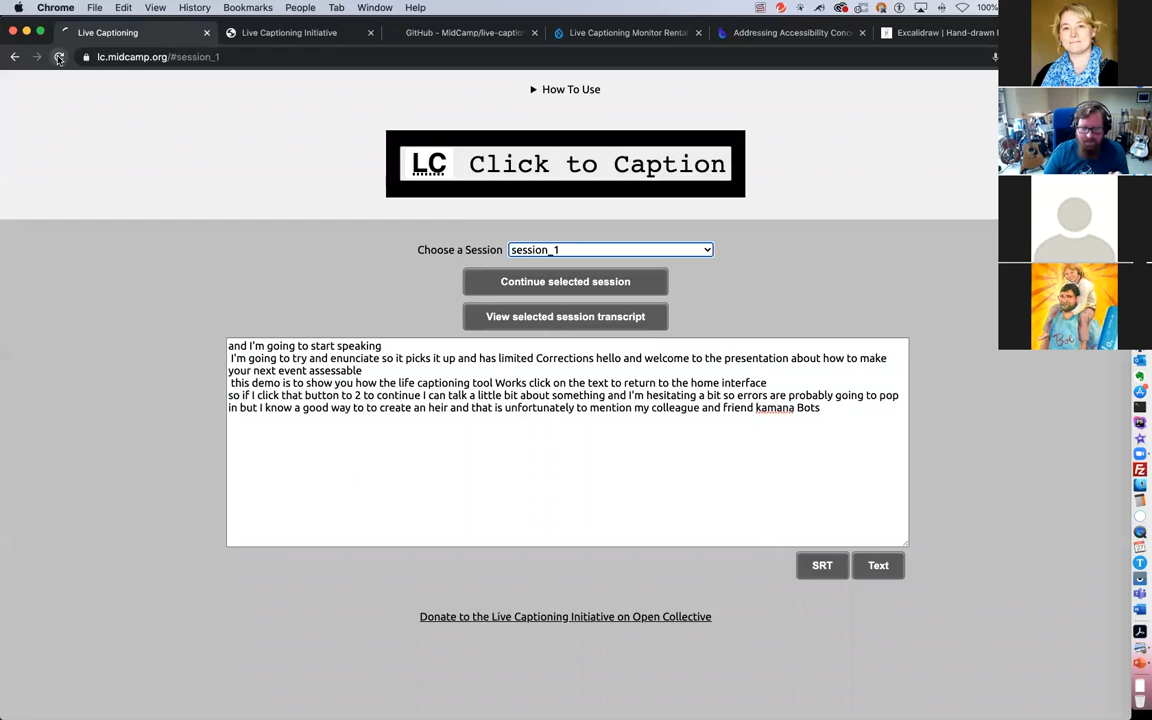 Chrome File Edit View History Bookmarks People Tab Window Help 100%
Live Captioning
Live Captioning Initiative
GitHub - MidCamp/live-captio
Live Captioning Monitor Rental
Addressing Accessibility Conc
Excalidraw | Hand-drawn
lc.midcamp.org/#session_1
▶ How To Use
LC Click to Caption
Choose a Session session_1
Continue selected session
View selected session transcript
and I'm going to start speaking
I'm going to try and enunciate so it picks it up and has limited Corrections hello and welcome to the presentation about how to make
your next event assessable
this demo is to show you how the life captioning tool Works click on the text to return to the home interface
so if I click that button to 2 to continue I can talk a little bit about something and I'm hesitating a bit so errors are probably going to pop
in but I know a good way to to create an heir and that is unfortunately to mention my colleague and friend kamana Bots
SRT Text
Donate to the Live Captioning Initiative on Open Collective